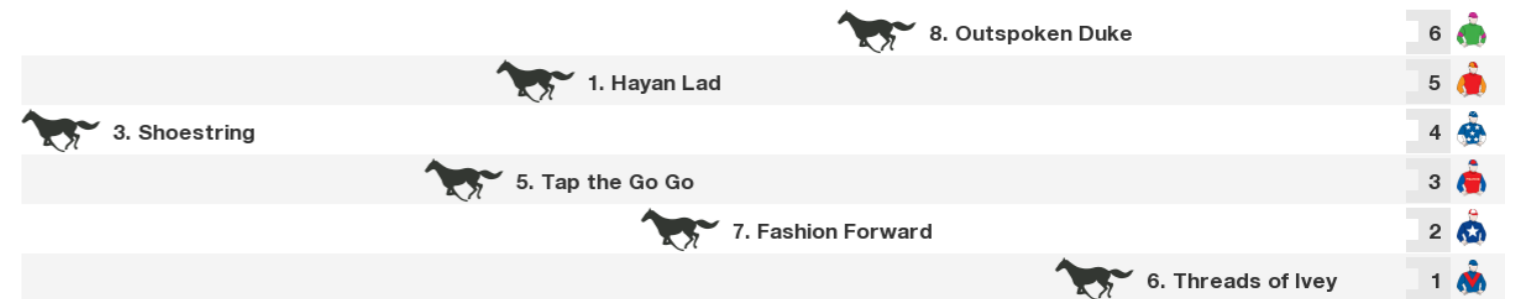 8. Outspoken Duke 6
1. Hayan Lad 5
3. Shoestring 4
5. Tap the Go Go 3
7. Fashion Forward 2
6. Threads of Ivey 1